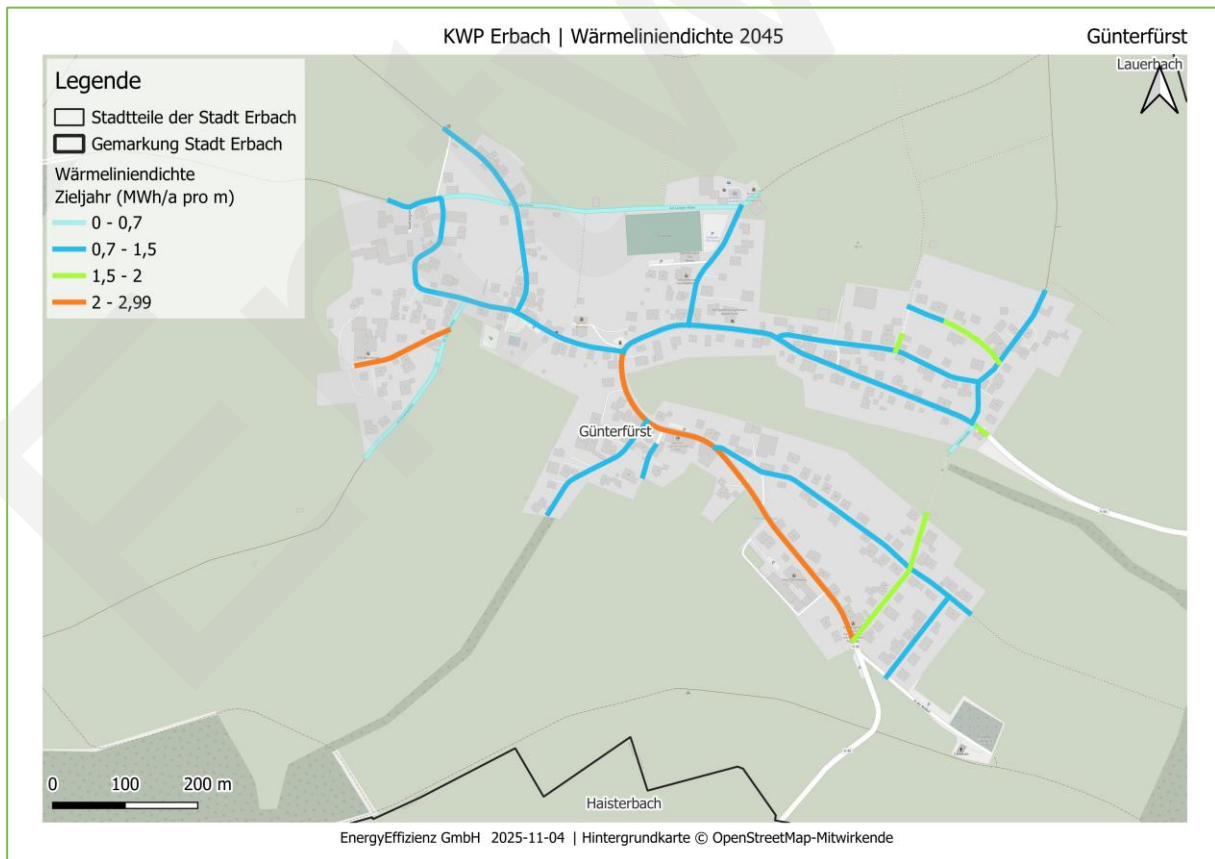 KWP Erbach | Wärmeliniendichte 2045
Günterfürst
Lauerbach
Legende
Stadtteile der Stadt Erbach
Gemarkung Stadt Erbach
Wärmeliniendichte
Zieljahr (MWh/a pro m)
0 - 0,7
0,7 - 1,5
1,5 - 2
2 - 2,99
Günterfürst
0 100 200 m
Haisterbach
EnergyEffizienz GmbH 2025-11-04 | Hintergrundkarte © OpenStreetMap-Mitwirkende